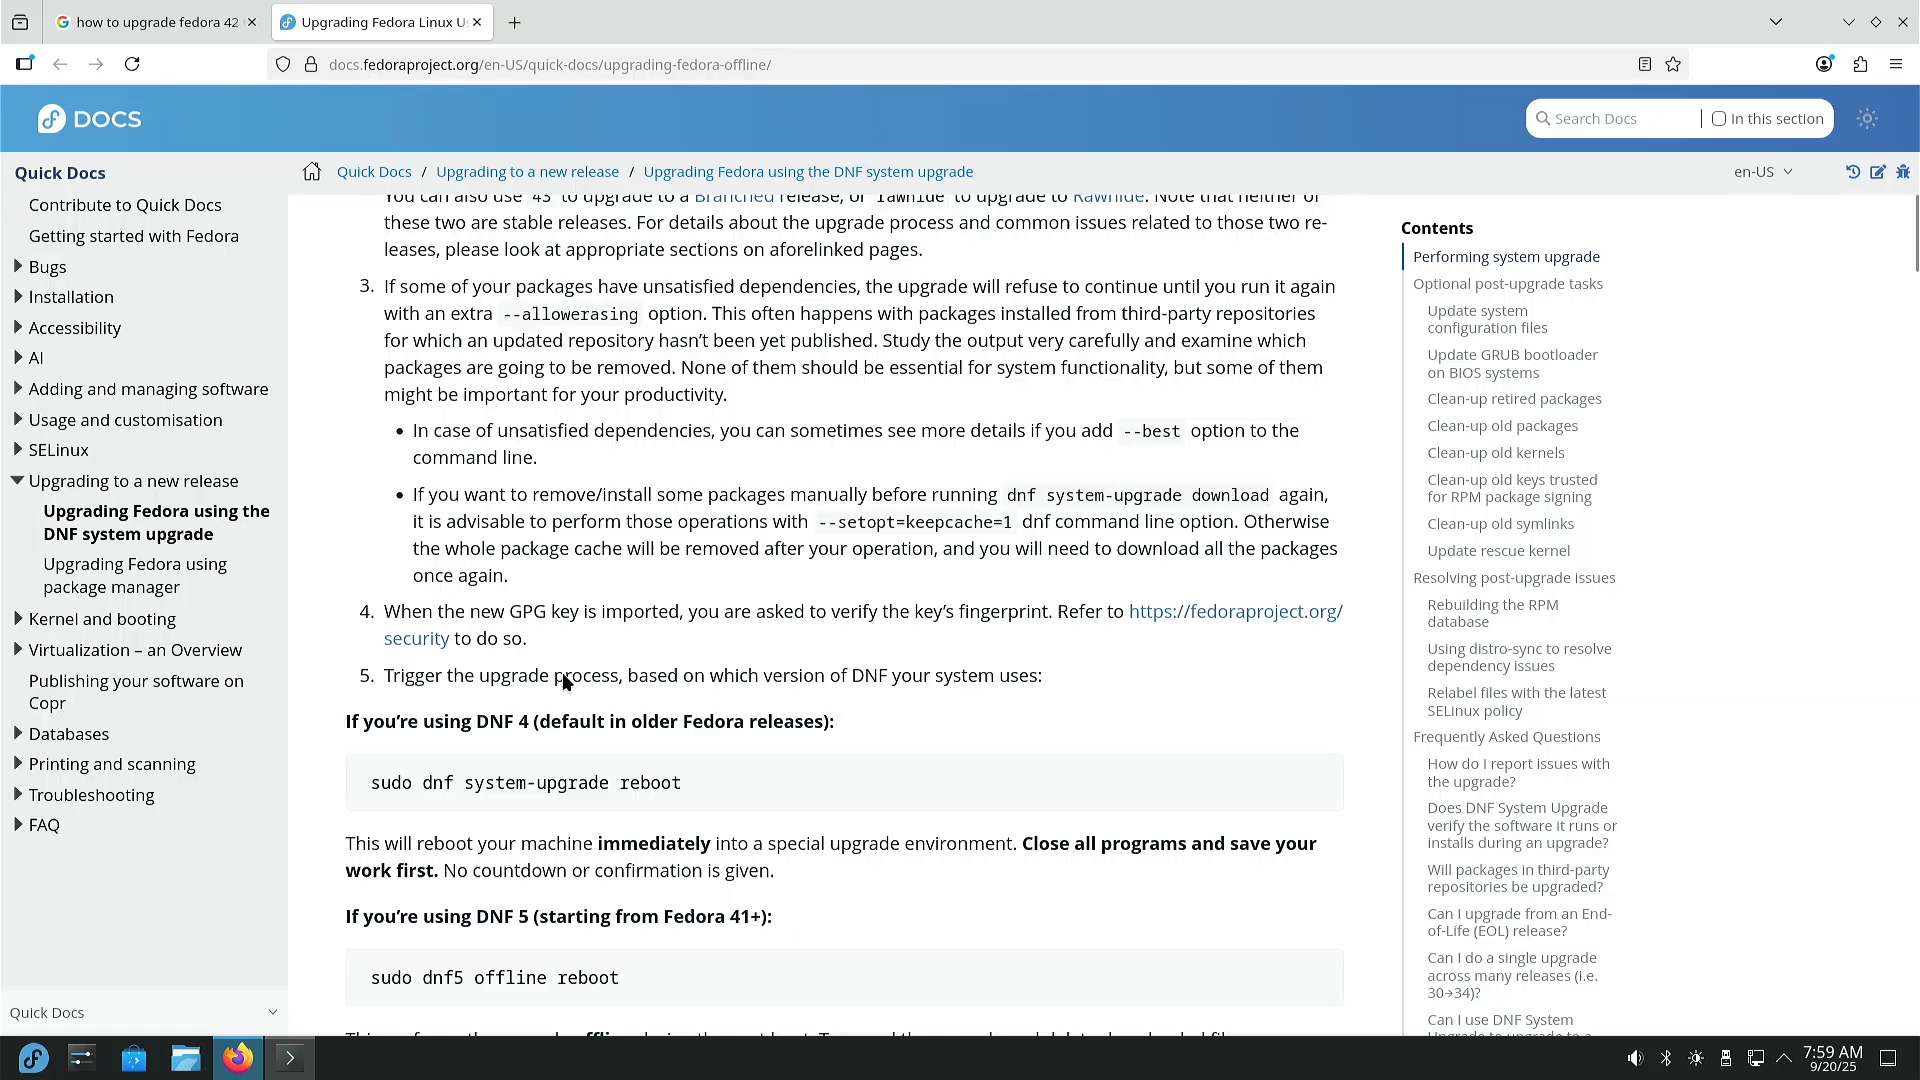 how to upgrade fedora 42
Upgrading Fedora Linux U
docs.fedoraproject.org/en-US/quick-docs/upgrading-fedora-offline/
DOCS
Search Docs
In this section
Quick Docs
Quick Docs / Upgrading to a new release / Upgrading Fedora using the DNF system upgrade
en-US
Contribute to Quick Docs
Getting started with Fedora
Bugs
Installation
Accessibility
AI
Adding and managing software
Usage and customisation
SELinux
Upgrading to a new release
Upgrading Fedora using the
DNF system upgrade
Upgrading Fedora using
package manager
Kernel and booting
Virtualization – an Overview
Publishing your software on
Copr
Databases
Printing and scanning
Troubleshooting
FAQ
Quick Docs
You can also use 43 to upgrade to a Branched release, or rawhide to upgrade to Rawhide. Note that neither of
these two are stable releases. For details about the upgrade process and common issues related to those two re-
leases, please look at appropriate sections on aforelinked pages.
3. If some of your packages have unsatisfied dependencies, the upgrade will refuse to continue until you run it again
with an extra --allowerasing option. This often happens with packages installed from third-party repositories
for which an updated repository hasn’t been yet published. Study the output very carefully and examine which
packages are going to be removed. None of them should be essential for system functionality, but some of them
might be important for your productivity.
• In case of unsatisfied dependencies, you can sometimes see more details if you add --best option to the
command line.
• If you want to remove/install some packages manually before running dnf system-upgrade download again,
it is advisable to perform those operations with --setopt=keepcache=1 dnf command line option. Otherwise
the whole package cache will be removed after your operation, and you will need to download all the packages
once again.
4. When the new GPG key is imported, you are asked to verify the key’s fingerprint. Refer to https://fedoraproject.org/
security to do so.
5. Trigger the upgrade process, based on which version of DNF your system uses:
If you’re using DNF 4 (default in older Fedora releases):
sudo dnf system-upgrade reboot
This will reboot your machine immediately into a special upgrade environment. Close all programs and save your
work first. No countdown or confirmation is given.
If you’re using DNF 5 (starting from Fedora 41+):
sudo dnf5 offline reboot
Contents
Performing system upgrade
Optional post-upgrade tasks
Update system
configuration files
Update GRUB bootloader
on BIOS systems
Clean-up retired packages
Clean-up old packages
Clean-up old kernels
Clean-up old keys trusted
for RPM package signing
Clean-up old symlinks
Update rescue kernel
Resolving post-upgrade issues
Rebuilding the RPM
database
Using distro-sync to resolve
dependency issues
Relabel files with the latest
SELinux policy
Frequently Asked Questions
How do I report issues with
the upgrade?
Does DNF System Upgrade
verify the software it runs or
installs during an upgrade?
Will packages in third-party
repositories be upgraded?
Can I upgrade from an End-
of-Life (EOL) release?
Can I do a single upgrade
across many releases (i.e.
30→34)?
Can I use DNF System
7:59 AM
9/20/25